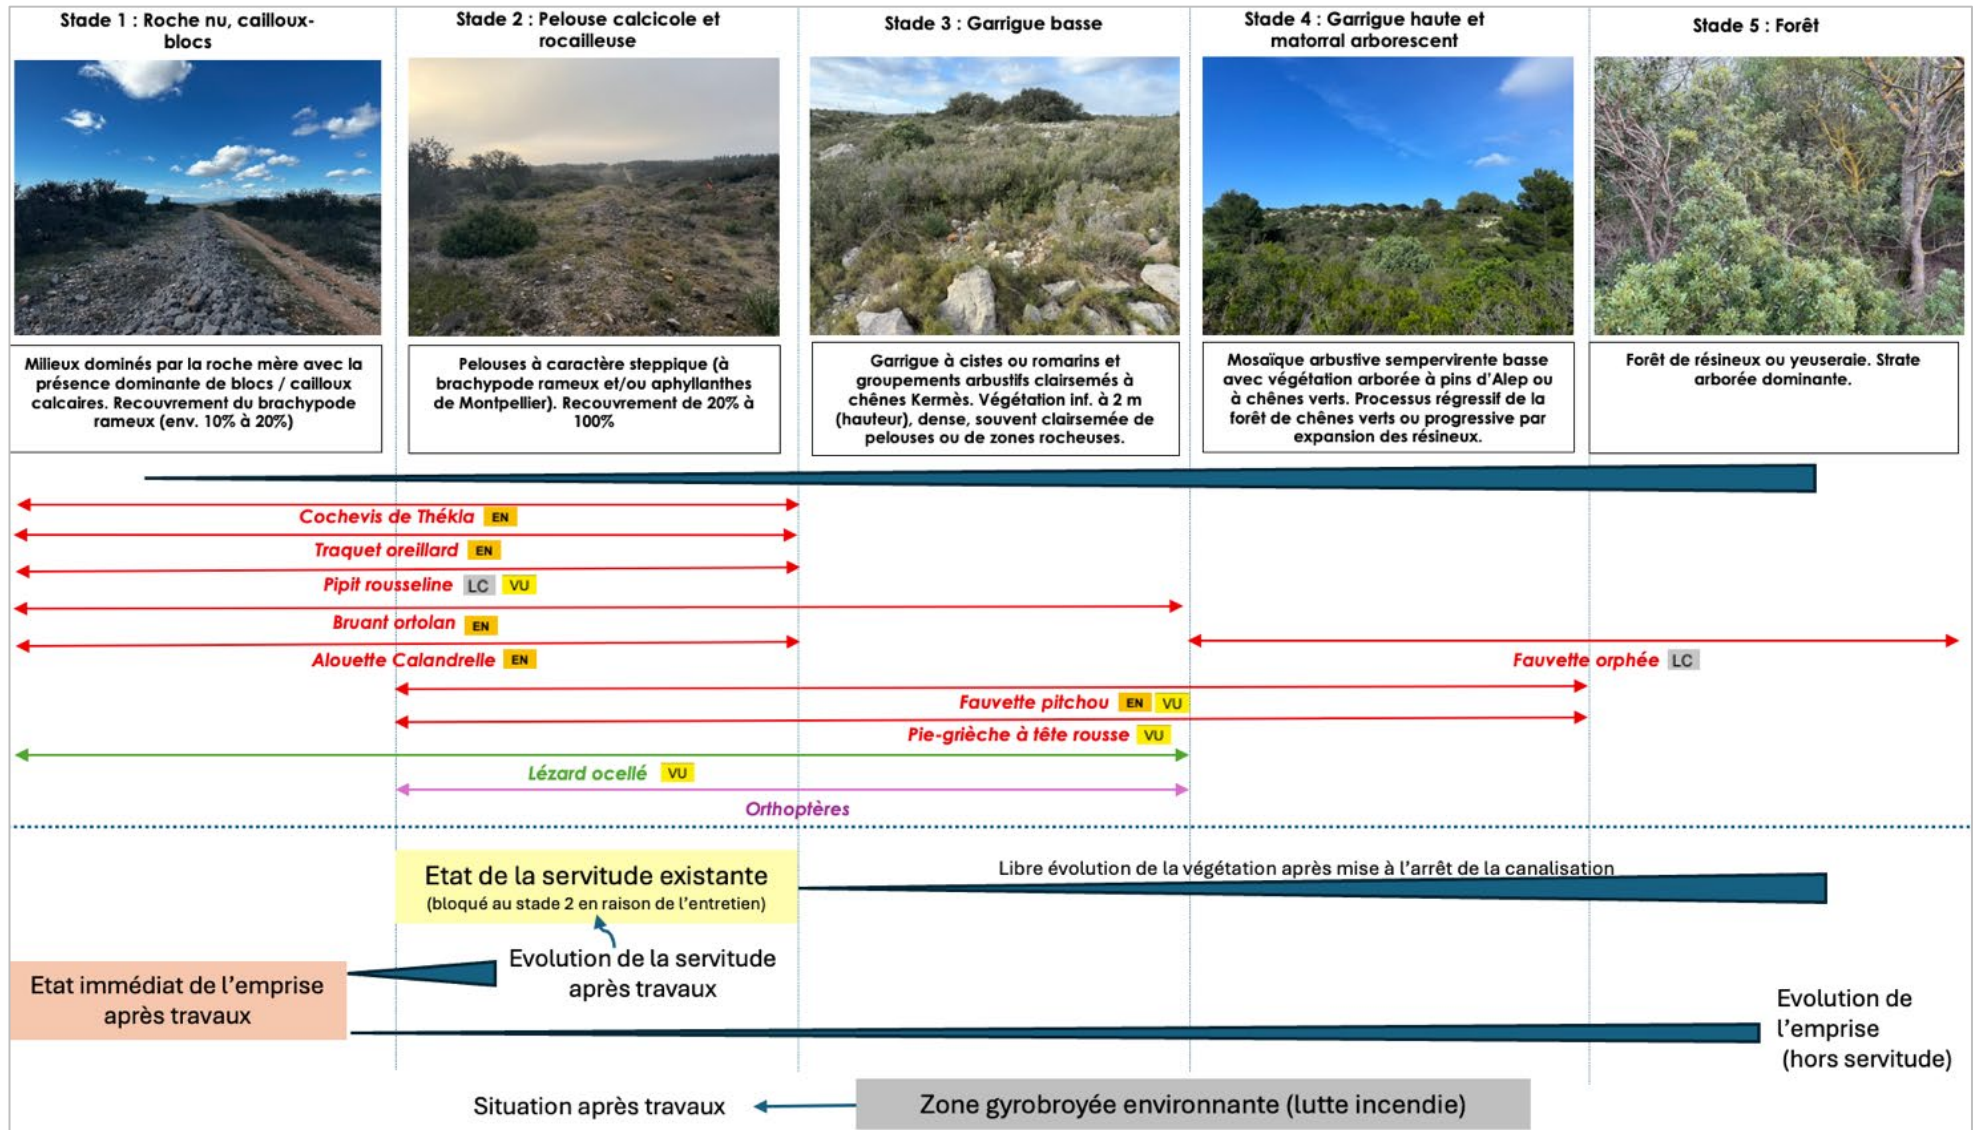 Stade 1 : Roche nu, cailloux-
blocs
Stade 2 : Pelouse calcicole et
rocailleuse
Stade 3 : Garrigue basse
Stade 4 : Garrigue haute et
matorral arborescent
Stade 5 : Forêt
Milieux dominés par la roche mère avec la
présence dominante de blocs / cailloux
calcaires. Recouvrement du brachypode
rameux (env. 10% à 20%)
Pelouses à caractère steppique (à
brachypode rameux et/ou aphyllanthes
de Montpellier). Recouvrement de 20% à
100%
Garrigue à cistes ou romarins et
groupements arbustifs clairsemés à
chênes Kermès. Végétation inf. à 2 m
(hauteur), dense, souvent clairsemée de
pelouses ou de zones rocheuses.
Mosaïque arbustive sempervirente basse
avec végétation arborée à pins d'Alep ou
à chênes verts. Processus régressif de la
forêt de chênes verts ou progressive par
expansion des résineux.
Forêt de résineux ou yeuseraie. Strate
arborée dominante.
Cochevis de Thékla EN
Traquet oreillard EN
Pipit rousseline LC VU
Bruant ortolan EN
Alouette Calandrelle EN
Fauvette orphée LC
Fauvette pitchou EN VU
Pie-grièche à tête rousse VU
Lézard ocellé VU
Orthoptères
Etat de la servitude existante
(bloqué au stade 2 en raison de l'entretien)
Libre évolution de la végétation après mise à l'arrêt de la canalisation
Evolution de la servitude
après travaux
Etat immédiat de l'emprise
après travaux
Evolution de
l'emprise
(hors servitude)
Situation après travaux
Zone gyrobroyée environnante (lutte incendie)